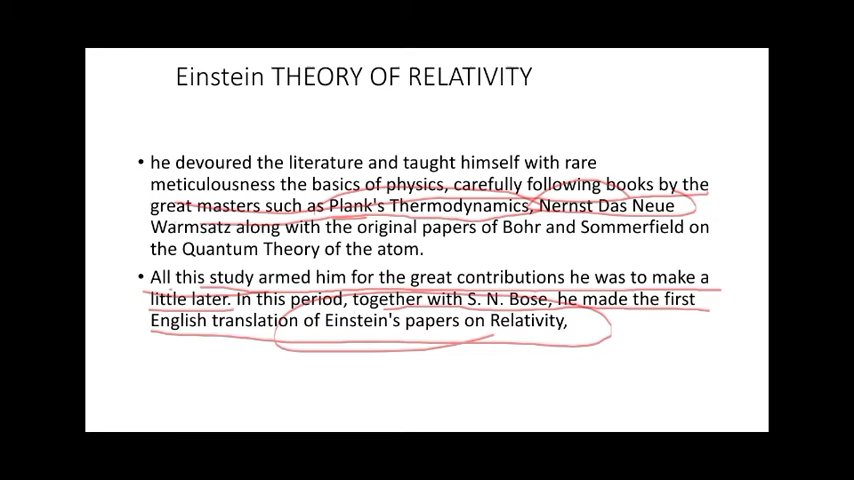 Einstein THEORY OF RELATIVITY
• he devoured the literature and taught himself with rare
meticulousness the basics of physics, carefully following books by the
great masters such as Plank's Thermodynamics, Nernst Das Neue
Warmsatz along with the original papers of Bohr and Sommerfield on
the Quantum Theory of the atom.
• All this study armed him for the great contributions he was to make a
little later. In this period, together with S. N. Bose, he made the first
English translation of Einstein's papers on Relativity,